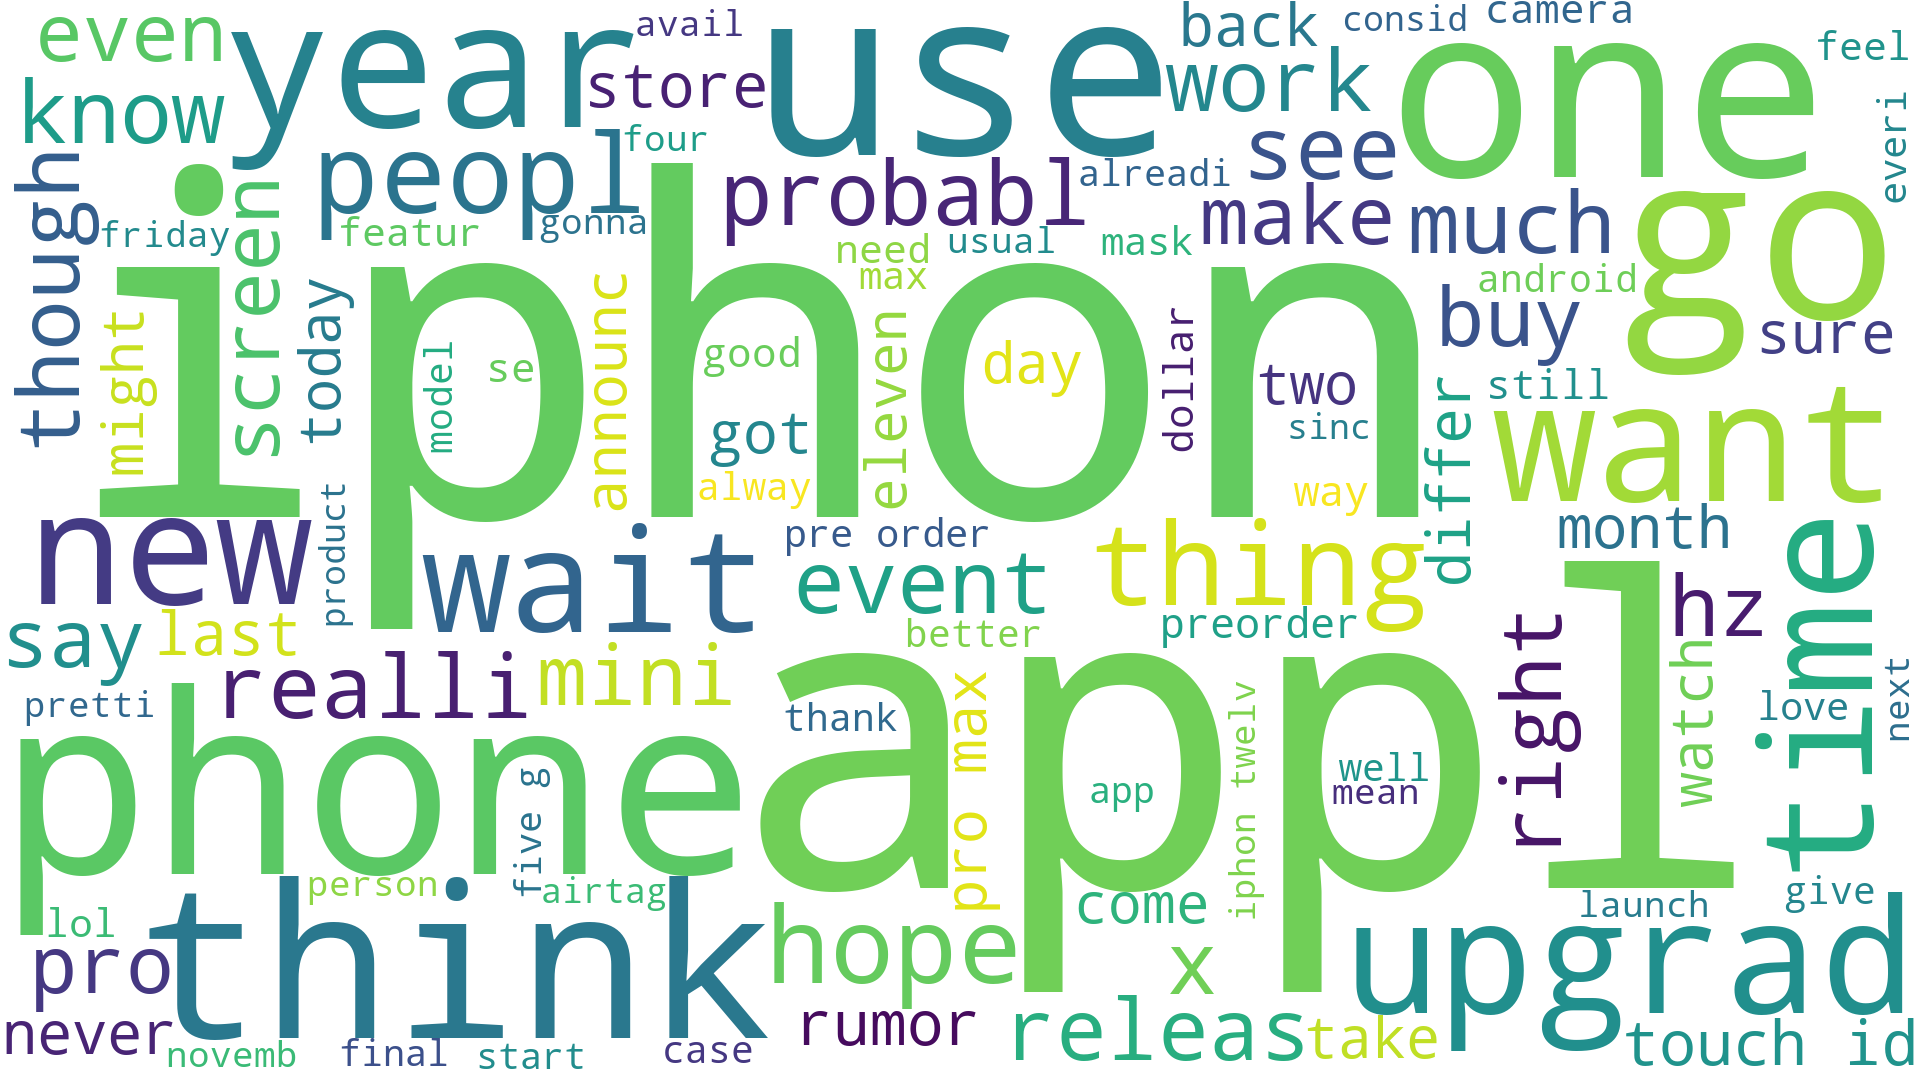 even
year
use
avail
back
consid
camera
one
feel
know
store
work
everi
though
peopl
four
probabl
alreadi
see
make
much
go
friday
screen
featur
gonna
need
usual
mask
max
android
buy
sure
might
today
iphon
model
se
announc
good
eleven
day
dollar
two
differ
still
want
got
sinc
alway
way
new
product
wait
pre order
event
thing
month
time
hz
say
last
realli
mini
better
preorder
right
watch
next
pretti
phone
thank
appl
pro max
iphon twelv
app
well
mean
love
five g
person
airtag
think
lol
pro
hope
come
x
launch
give
upgrad
never
novemb
final
start
case
rumor
releas
take
touch id